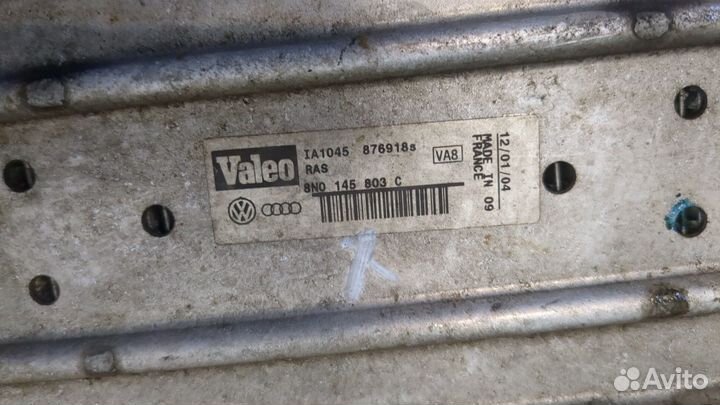 Valeo
IA1045 876918s
RAS
8N0 145 803 C
VA8
MADE IN 09
FRANCE
12/01/04
Avito